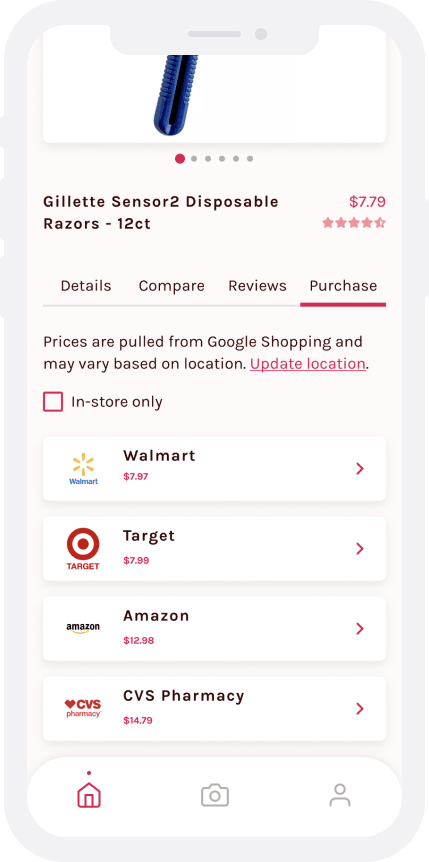 Gillette Sensor2 Disposable
Razors - 12ct
$7.79
Details Compare Reviews Purchase
Prices are pulled from Google Shopping and
may vary based on location. Update location.
In-store only
Walmart
Walmart
$7.97
TARGET
Target
$7.99
amazon
Amazon
$12.98
CVS
pharmacy
CVS Pharmacy
$14.79